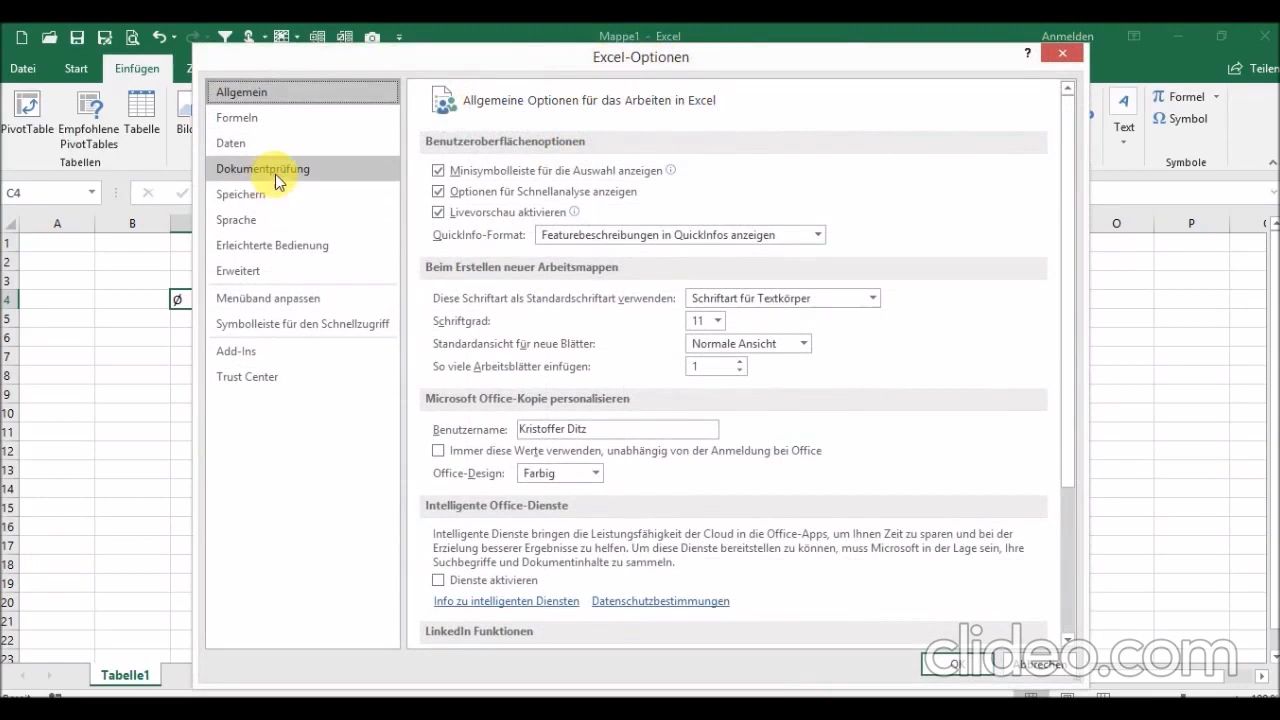 Mappe1 - Excel
Anmelden
Datei
Start
Einfügen
Teilen
Excel-Optionen
?
PivotTable
Empfohlene
PivotTables
Tabelle
Tabellen
Text
Formel
Symbol
Symbole
C4
A
B
O
P
1
2
3
4
5
6
7
8
9
10
11
12
13
14
15
16
17
18
19
20
21
22
23
Ø
Allgemein
Formeln
Daten
Dokumentprüfung
Speichern
Sprache
Erleichterte Bedienung
Erweitert
Menüband anpassen
Symbolleiste für den Schnellzugriff
Add-Ins
Trust Center
Allgemeine Optionen für das Arbeiten in Excel
Benutzeroberflächenoptionen
Minisymbolleiste für die Auswahl anzeigen
Optionen für Schnellanalyse anzeigen
Livevorschau aktivieren
QuickInfo-Format: Featurebeschreibungen in QuickInfos anzeigen
Beim Erstellen neuer Arbeitsmappen
Diese Schriftart als Standardschriftart verwenden: Schriftart für Textkörper
Schriftgrad: 11
Standardansicht für neue Blätter: Normale Ansicht
So viele Arbeitsblätter einfügen: 1
Microsoft Office-Kopie personalisieren
Benutzername: Kristoffer Ditz
Immer diese Werte verwenden, unabhängig von der Anmeldung bei Office
Office-Design: Farbig
Intelligente Office-Dienste
Intelligente Dienste bringen die Leistungsfähigkeit der Cloud in die Office-Apps, um Ihnen Zeit zu sparen und bei der
Erzielung besserer Ergebnisse zu helfen. Um diese Dienste bereitstellen zu können, muss Microsoft in der Lage sein, Ihre
Suchbegriffe und Dokumentinhalte zu sammeln.
Dienste aktivieren
Info zu intelligenten Diensten Datenschutzbestimmungen
LinkedIn Funktionen
OK
Abbrechen
Tabelle1
clideo.com